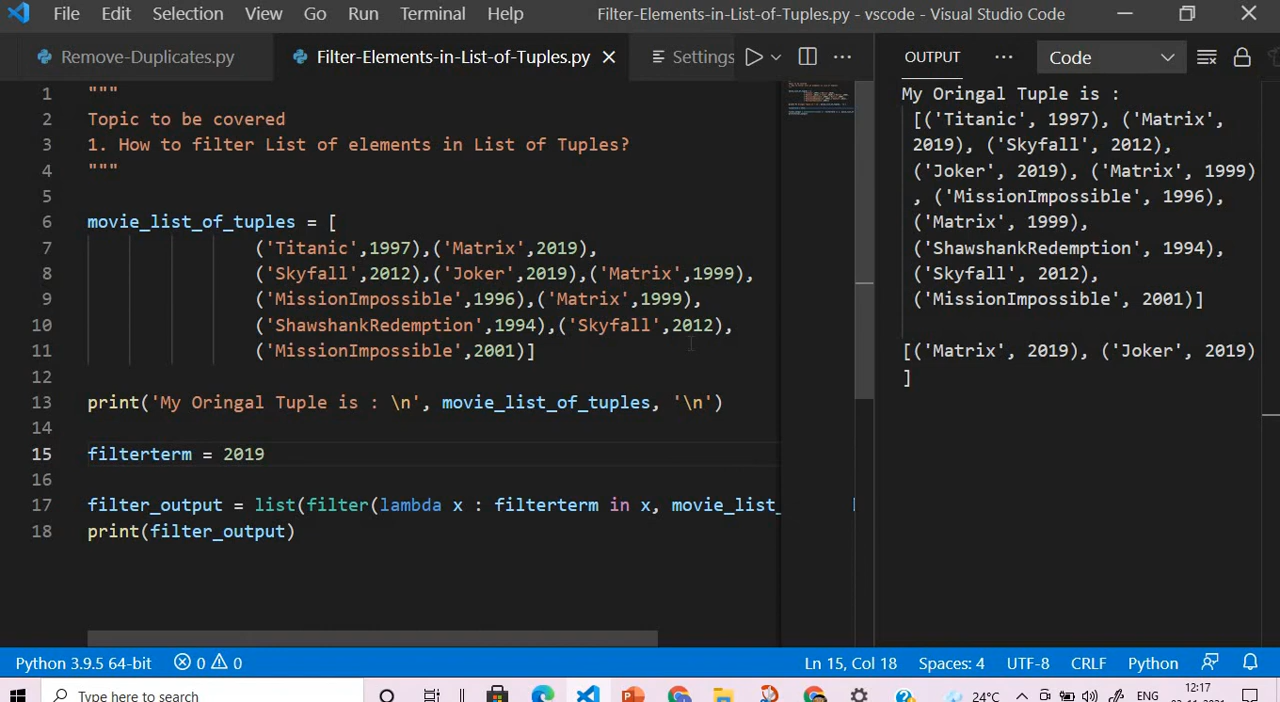 File Edit Selection View Go Run Terminal Help Filter-Elements-in-List-of-Tuples.py - vscode - Visual Studio Code
Remove-Duplicates.py Filter-Elements-in-List-of-Tuples.py Settings
1 """
2 Topic to be covered
3 1. How to filter List of elements in List of Tuples?
4 """
5
6 movie_list_of_tuples = [
7 ('Titanic',1997),('Matrix',2019),
8 ('Skyfall',2012),('Joker',2019),('Matrix',1999),
9 ('MissionImpossible',1996),('Matrix',1999),
10 ('ShawshankRedemption',1994),('Skyfall',2012),
11 ('MissionImpossible',2001)]
12
13 print('My Oringal Tuple is : \n', movie_list_of_tuples, '\n')
14
15 filterterm = 2019
16
17 filter_output = list(filter(lambda x : filterterm in x, movie_list_
18 print(filter_output)
OUTPUT Code
My Oringal Tuple is :
[('Titanic', 1997), ('Matrix',
2019), ('Skyfall', 2012),
('Joker', 2019), ('Matrix', 1999)
, ('MissionImpossible', 1996),
('Matrix', 1999),
('ShawshankRedemption', 1994),
('Skyfall', 2012),
('MissionImpossible', 2001)]
[('Matrix', 2019), ('Joker', 2019)
]
Python 3.9.5 64-bit 0 0 Ln 15, Col 18 Spaces: 4 UTF-8 CRLF Python
Type here to search 24°C ENG 12:17